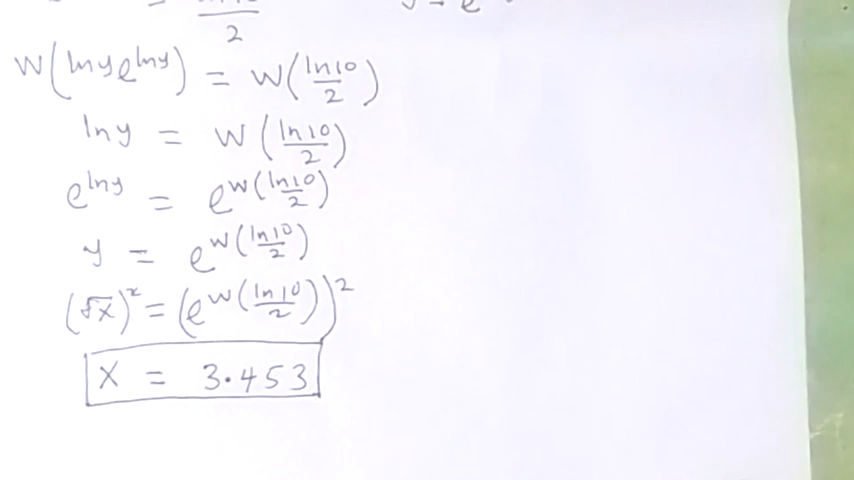 2
W(lny e^lny) = W(ln10/2)
lny = W(ln10/2)
e^lny = e^W(ln10/2)
y = e^W(ln10/2)
(√x)^2 = (e^W(ln10/2))^2
X = 3.453